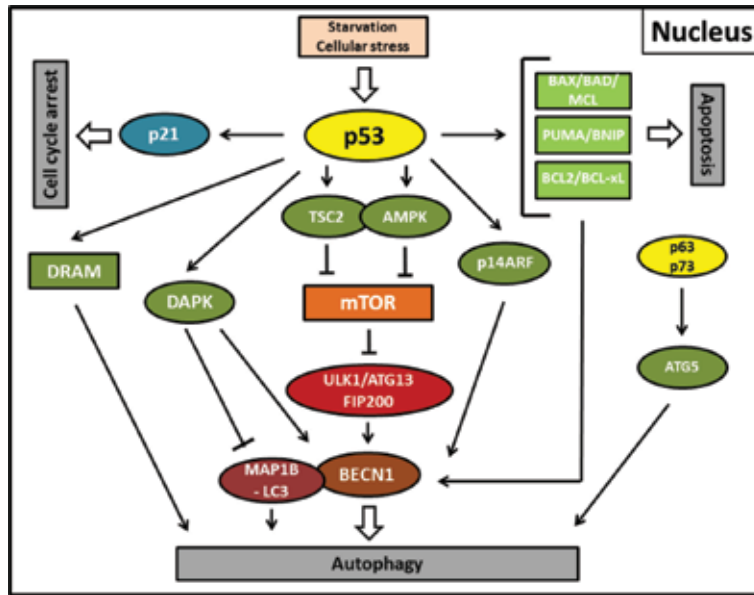 Starvation
Cellular stress
Nucleus
Cell cycle arrest
p21
p53
BAX/BAD/
MCL
PUMA/BNIP
BCL2/BCL-xL
Apoptosis
TSC2
AMPK
DRAM
DAPK
p14ARF
p63
p73
mTOR
ULK1/ATG13
FIP200
ATG5
MAP1B
- LC3
BECN1
Autophagy